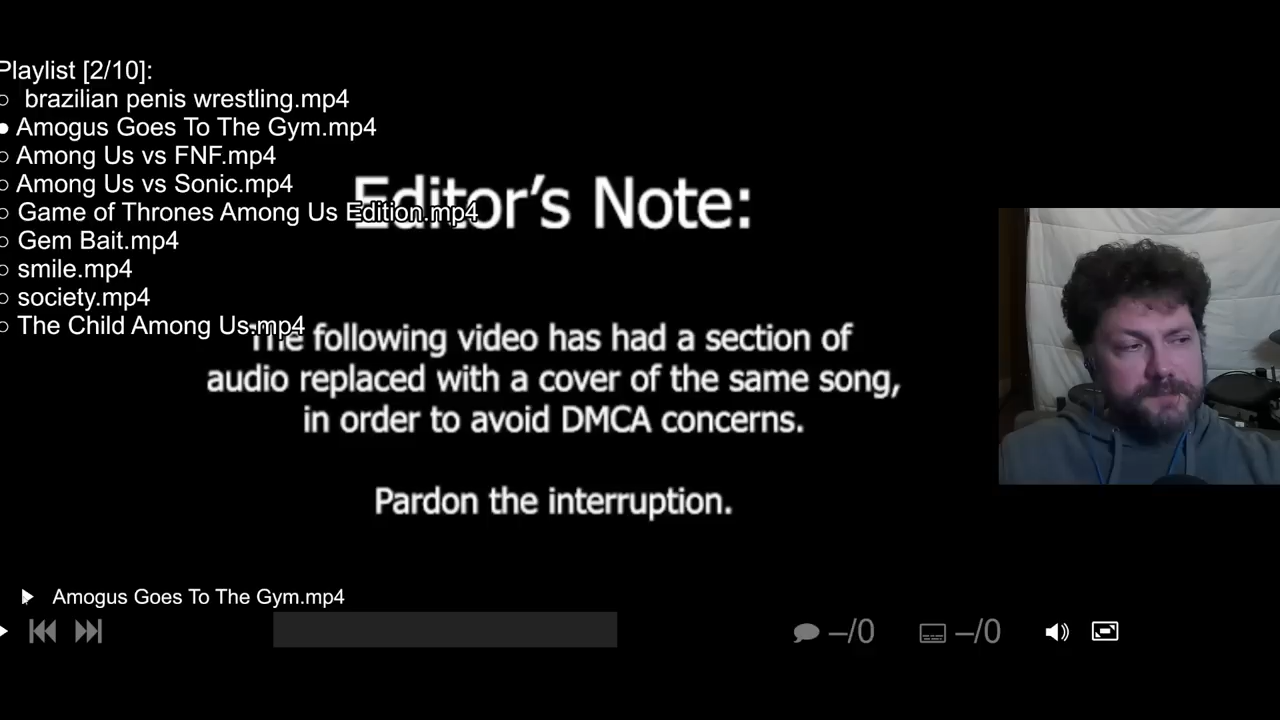 Playlist [2/10]:
○ brazilian penis wrestling.mp4
● Amogus Goes To The Gym.mp4
○ Among Us vs FNF.mp4
○ Among Us vs Sonic.mp4
○ Game of Thrones Among Us Edition.mp4
○ Gem Bait.mp4
○ smile.mp4
○ society.mp4
○ The Child Among Us.mp4
Editor's Note:
The following video has had a section of
audio replaced with a cover of the same song,
in order to avoid DMCA concerns.
Pardon the interruption.
Amogus Goes To The Gym.mp4
–/0 –/0